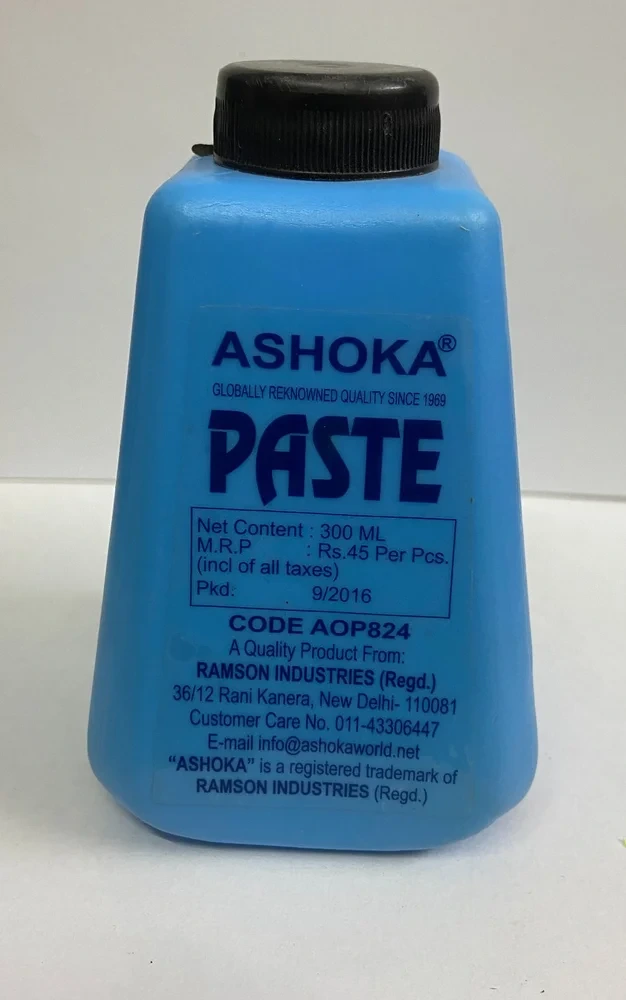 ASHOKA®
GLOBALLY REKNOWNED QUALITY SINCE 1969
PASTE
Net Content : 300 ML
M.R.P : Rs.45 Per Pcs.
(incl of all taxes)
Pkd. 9/2016
CODE AOP824
A Quality Product From:
RAMSON INDUSTRIES (Regd.)
36/12 Rani Kanera, New Delhi- 110081
Customer Care No. 011-43306447
E-mail info@ashokaworld.net
“ASHOKA” is a registered trademark of
RAMSON INDUSTRIES (Regd.)